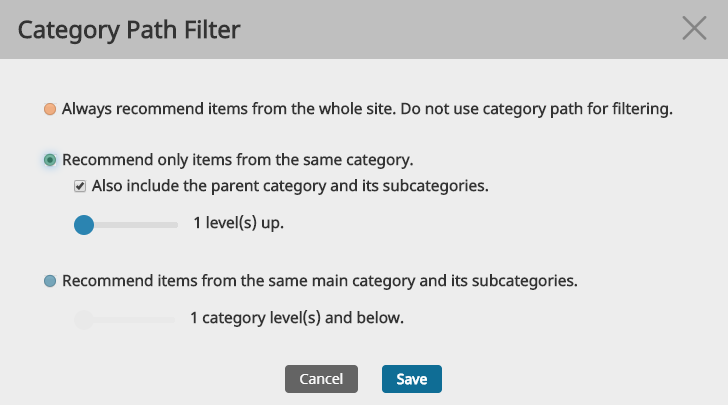 Category Path Filter
Always recommend items from the whole site. Do not use category path for filtering.
Recommend only items from the same category.
Also include the parent category and its subcategories.
1 level(s) up.
Recommend items from the same main category and its subcategories.
1 category level(s) and below.
Cancel Save